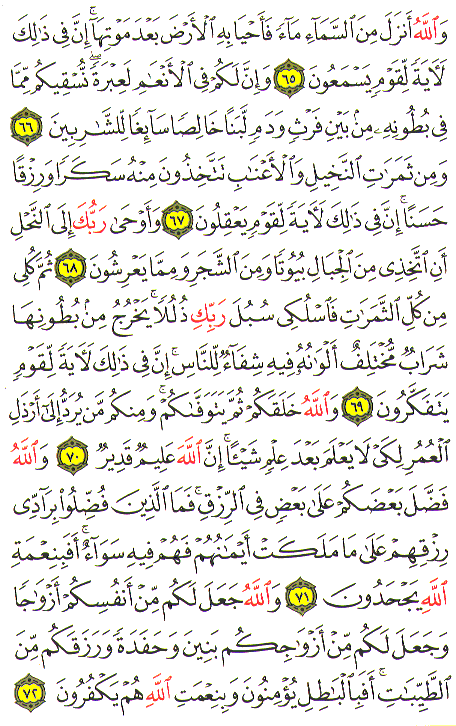 وَٱللَّهُ أَنزَلَ مِنَ ٱلسَّمَآءِ مَآءً فَأَحْيَا بِهِ ٱلْأَرْضَ بَعْدَ مَوْتِهَآ ۚ إِنَّ فِى ذَٰلِكَ
لَءَايَةً لِّقَوْمٍ يَسْمَعُونَ ٦٥ وَإِنَّ لَكُمْ فِى ٱلْأَنْعَٰمِ لَعِبْرَةً ۖ نُّسْقِيكُم مِّمَّا
فِى بُطُونِهِۦ مِنۢ بَيْنِ فَرْثٍ وَدَمٍ لَّبَنًا خَالِصًا سَآئِغًا لِّلشَّٰرِبِينَ ٦٦
وَمِن ثَمَرَٰتِ ٱلنَّخِيلِ وَٱلْأَعْنَٰبِ تَتَّخِذُونَ مِنْهُ سَكَرًا وَرِزْقًا
حَسَنًا ۗ إِنَّ فِى ذَٰلِكَ لَءَايَةً لِّقَوْمٍ يَعْقِلُونَ ٦٧ وَأَوْحَىٰ رَبُّكَ إِلَى ٱلنَّحْلِ
أَنِ ٱتَّخِذِى مِنَ ٱلْجِبَالِ بُيُوتًا وَمِنَ ٱلشَّجَرِ وَمِمَّا يَعْرِشُونَ ٦٨ ثُمَّ كُلِى
مِن كُلِّ ٱلثَّمَرَٰتِ فَٱسْلُكِى سُبُلَ رَبِّكِ ذُلُلًا ۚ يَخْرُجُ مِنۢ بُطُونِهَا
شَرَابٌ مُّخْتَلِفٌ أَلْوَٰنُهُۥ فِيهِ شِفَآءٌ لِّلنَّاسِ ۗ إِنَّ فِى ذَٰلِكَ لَءَايَةً لِّقَوْمٍ
يَتَفَكَّرُونَ ٦٩ وَٱللَّهُ خَلَقَكُمْ ثُمَّ يَتَوَفَّىٰكُمْ ۚ وَمِنكُم مَّن يُرَدُّ إِلَىٰٓ أَرْذَلِ
ٱلْعُمُرِ لِكَىْ لَا يَعْلَمَ بَعْدَ عِلْمٍ شَيْـًٔا ۚ إِنَّ ٱللَّهَ عَلِيمٌ قَدِيرٌ ٧٠ وَٱللَّهُ
فَضَّلَ بَعْضَكُمْ عَلَىٰ بَعْضٍ فِى ٱلرِّزْقِ ۚ فَمَا ٱلَّذِينَ فُضِّلُوا۟ بِرَآدِّى
رِزْقِهِمْ عَلَىٰ مَا مَلَكَتْ أَيْمَٰنُهُمْ فَهُمْ فِيهِ سَوَآءٌ ۚ أَفَبِنِعْمَةِ
ٱللَّهِ يَجْحَدُونَ ٧١ وَٱللَّهُ جَعَلَ لَكُم مِّنْ أَنفُسِكُمْ أَزْوَٰجًا
وَجَعَلَ لَكُم مِّنْ أَزْوَٰجِكُم بَنِينَ وَحَفَدَةً وَرَزَقَكُم مِّنَ
ٱلطَّيِّبَٰتِ ۚ أَفَبِٱلْبَٰطِلِ يُؤْمِنُونَ وَبِنِعْمَتِ ٱللَّهِ هُمْ يَكْفُرُونَ ٧٢